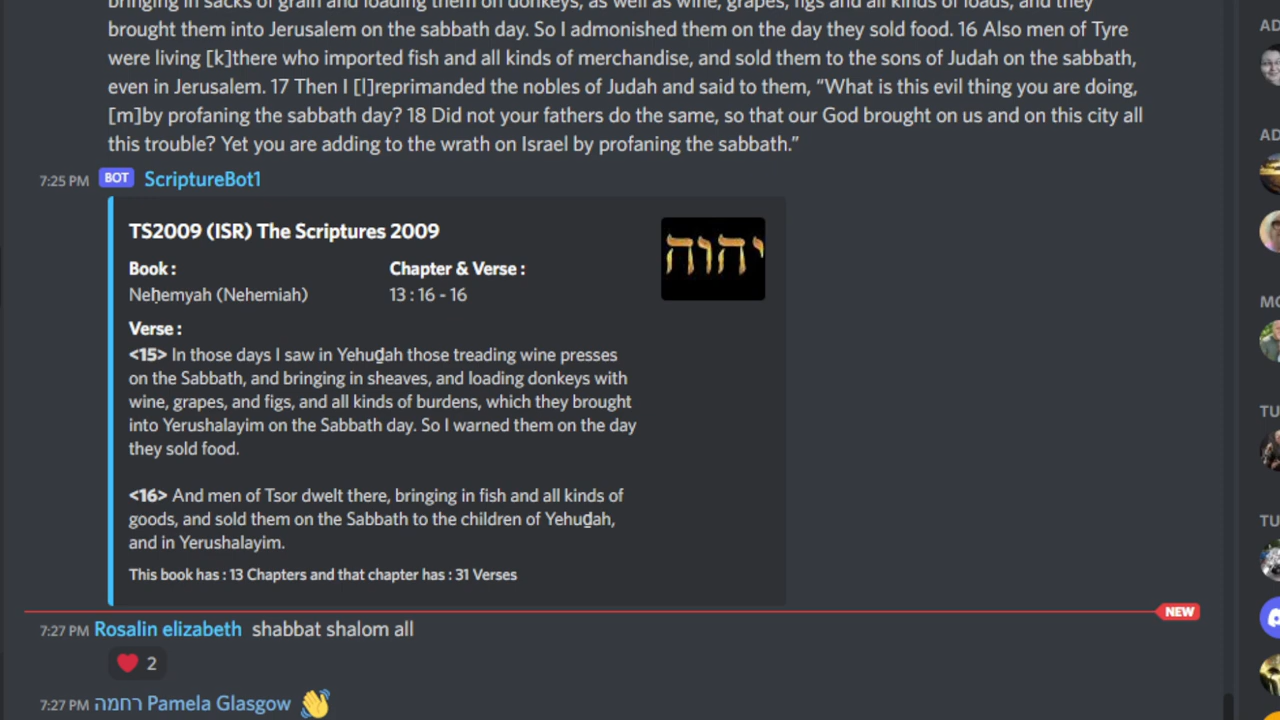 bringing in sacks of grain and loading them on donkeys, as well as wine, grapes, figs and all kinds of loads, and they
brought them into Jerusalem on the sabbath day. So I admonished them on the day they sold food. 16 Also men of Tyre
were living [k]there who imported fish and all kinds of merchandise, and sold them to the sons of Judah on the sabbath,
even in Jerusalem. 17 Then I [l]reprimanded the nobles of Judah and said to them, “What is this evil thing you are doing,
[m]by profaning the sabbath day? 18 Did not your fathers do the same, so that our God brought on us and on this city all
this trouble? Yet you are adding to the wrath on Israel by profaning the sabbath.”
7:25 PM BOT ScriptureBot1
TS2009 (ISR) The Scriptures 2009
יהוה
Book :
Neḥemyah (Nehemiah)
Chapter & Verse :
13 : 16 - 16
Verse :
<15> In those days I saw in Yehuḏah those treading wine presses
on the Sabbath, and bringing in sheaves, and loading donkeys with
wine, grapes, and figs, and all kinds of burdens, which they brought
into Yerushalayim on the Sabbath day. So I warned them on the day
they sold food.
<16> And men of Tsor dwelt there, bringing in fish and all kinds of
goods, and sold them on the Sabbath to the children of Yehuḏah,
and in Yerushalayim.
This book has : 13 Chapters and that chapter has : 31 Verses
NEW
7:27 PM Rosalin elizabeth shabbat shalom all
❤️ 2
7:27 PM רחמה Pamela Glasgow 👋
AD
AD
MO
TU
TU